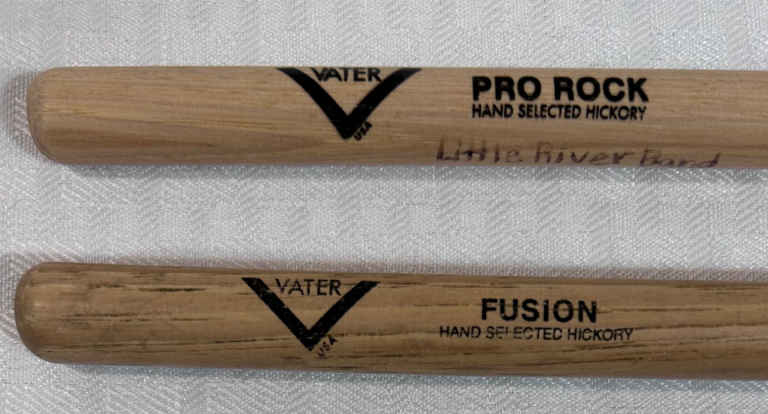 VATER
USA
PRO ROCK
HAND SELECTED HICKORY
Little River Band
VATER
USA
FUSION
HAND SELECTED HICKORY